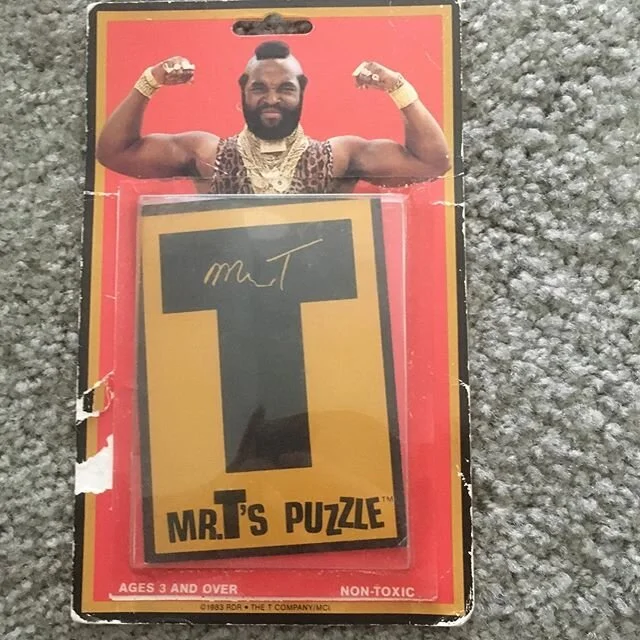 Mr. T
T
MR.T'S PUZZLE™
AGES 3 AND OVER
NON-TOXIC
©1983 RDR • THE T COMPANY/MCI